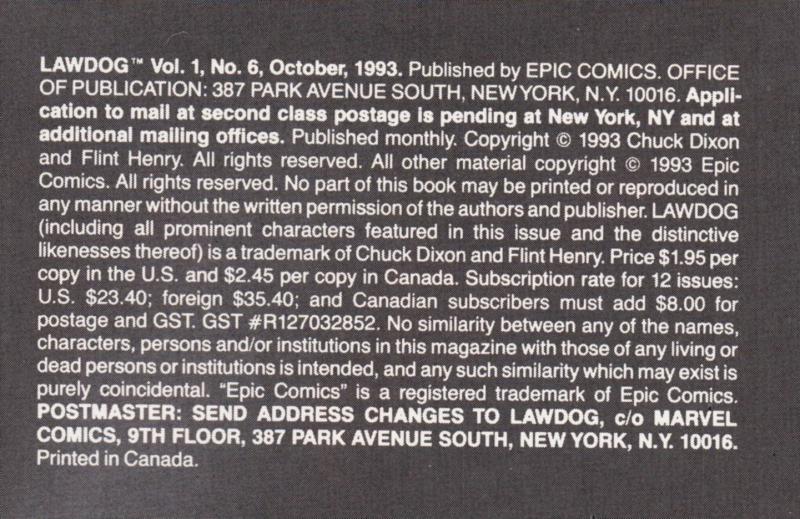 LAWDOG™ Vol. 1, No. 6, October, 1993. Published by EPIC COMICS. OFFICE
OF PUBLICATION: 387 PARK AVENUE SOUTH, NEW YORK, N.Y. 10016. Appli-
cation to mail at second class postage is pending at New York, NY and at
additional mailing offices. Published monthly. Copyright © 1993 Chuck Dixon
and Flint Henry. All rights reserved. All other material copyright © 1993 Epic
Comics. All rights reserved. No part of this book may be printed or reproduced in
any manner without the written permission of the authors and publisher. LAWDOG
(including all prominent characters featured in this issue and the distinctive
likenesses thereof) is a trademark of Chuck Dixon and Flint Henry. Price $1.95 per
copy in the U.S. and $2.45 per copy in Canada. Subscription rate for 12 issues:
U.S. $23.40; foreign $35.40; and Canadian subscribers must add $8.00 for
postage and GST. GST #R127032852. No similarity between any of the names,
characters, persons and/or institutions in this magazine with those of any living or
dead persons or institutions is intended, and any such similarity which may exist is
purely coincidental. "Epic Comics" is a registered trademark of Epic Comics.
POSTMASTER: SEND ADDRESS CHANGES TO LAWDOG, c/o MARVEL
COMICS, 9TH FLOOR, 387 PARK AVENUE SOUTH, NEW YORK, N.Y. 10016.
Printed in Canada.